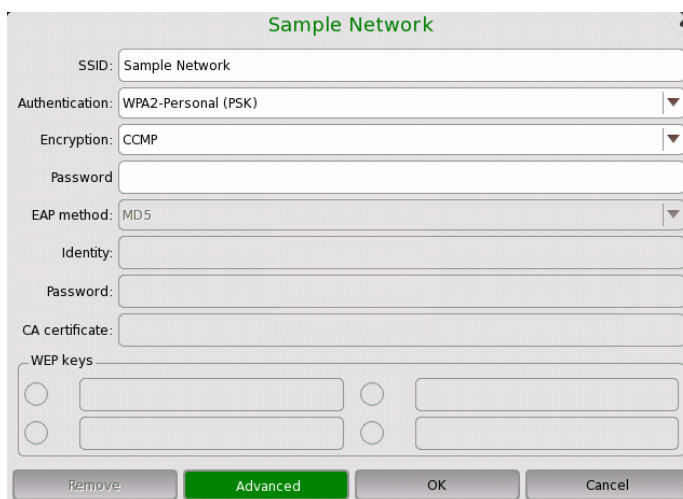 Sample Network
SSID: Sample Network
Authentication: WPA2-Personal (PSK)
Encryption: CCMP
Password
EAP method: MD5
Identity:
Password:
CA certificate:
WEP keys
Remove Advanced OK Cancel